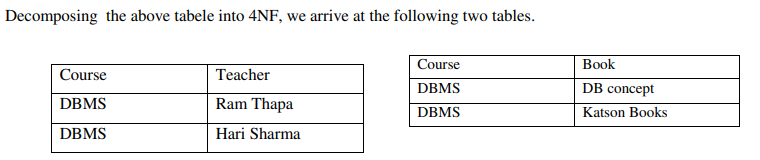 Decomposing the above tabele into 4NF, we arrive at the following two tables.
Course Teacher
DBMS Ram Thapa
DBMS Hari Sharma
Course Book
DBMS DB concept
DBMS Katson Books